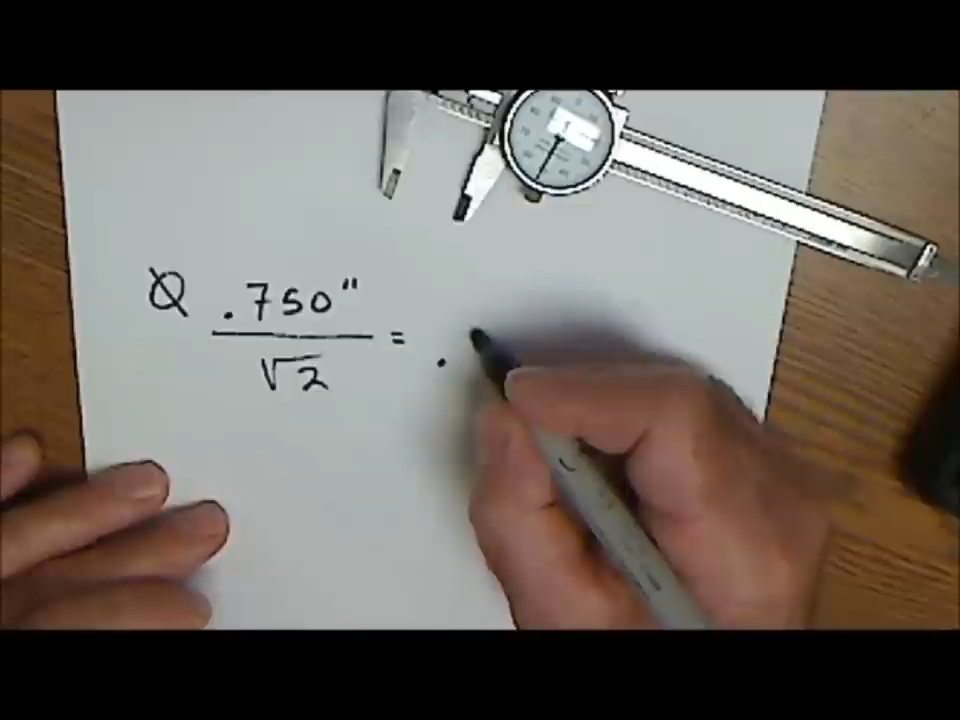 Ø .750"
√2 = .